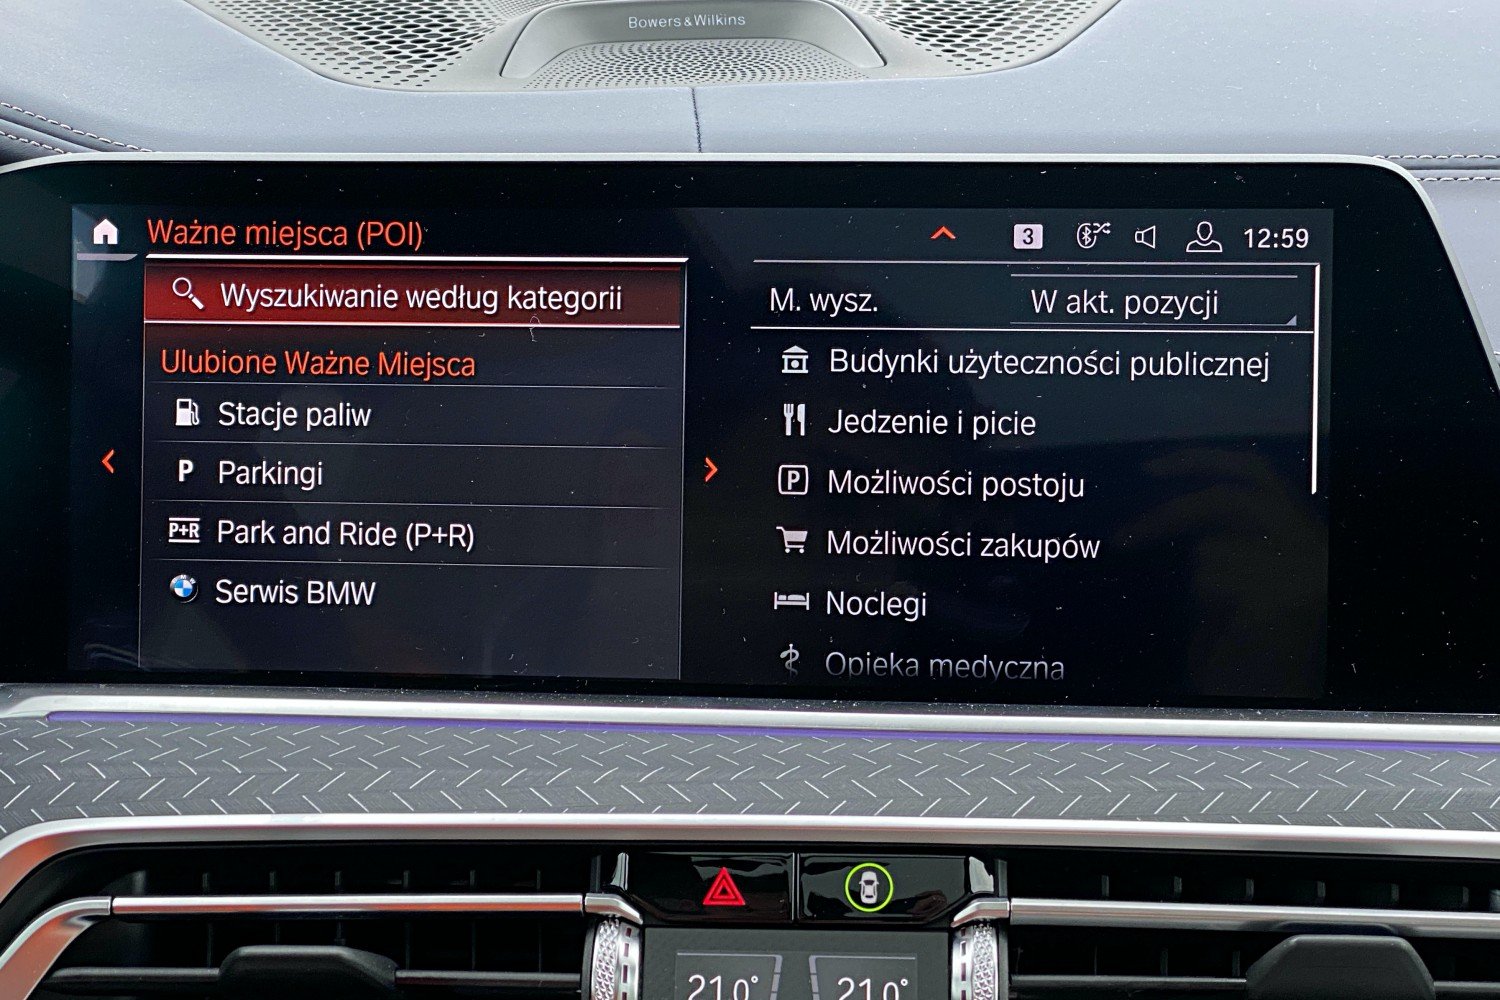 Bowers & Wilkins
Ważne miejsca (POI)
3
12:59
Wyszukiwanie według kategorii
Ulubione Ważne Miejsca
Stacje paliw
P Parkingi
P+R Park and Ride (P+R)
Serwis BMW
M. wysz. W akt. pozycji
Budynki użyteczności publicznej
Jedzenie i picie
P Możliwości postoju
Możliwości zakupów
Noclegi
Opieka medyczna
21.0° 21.0°